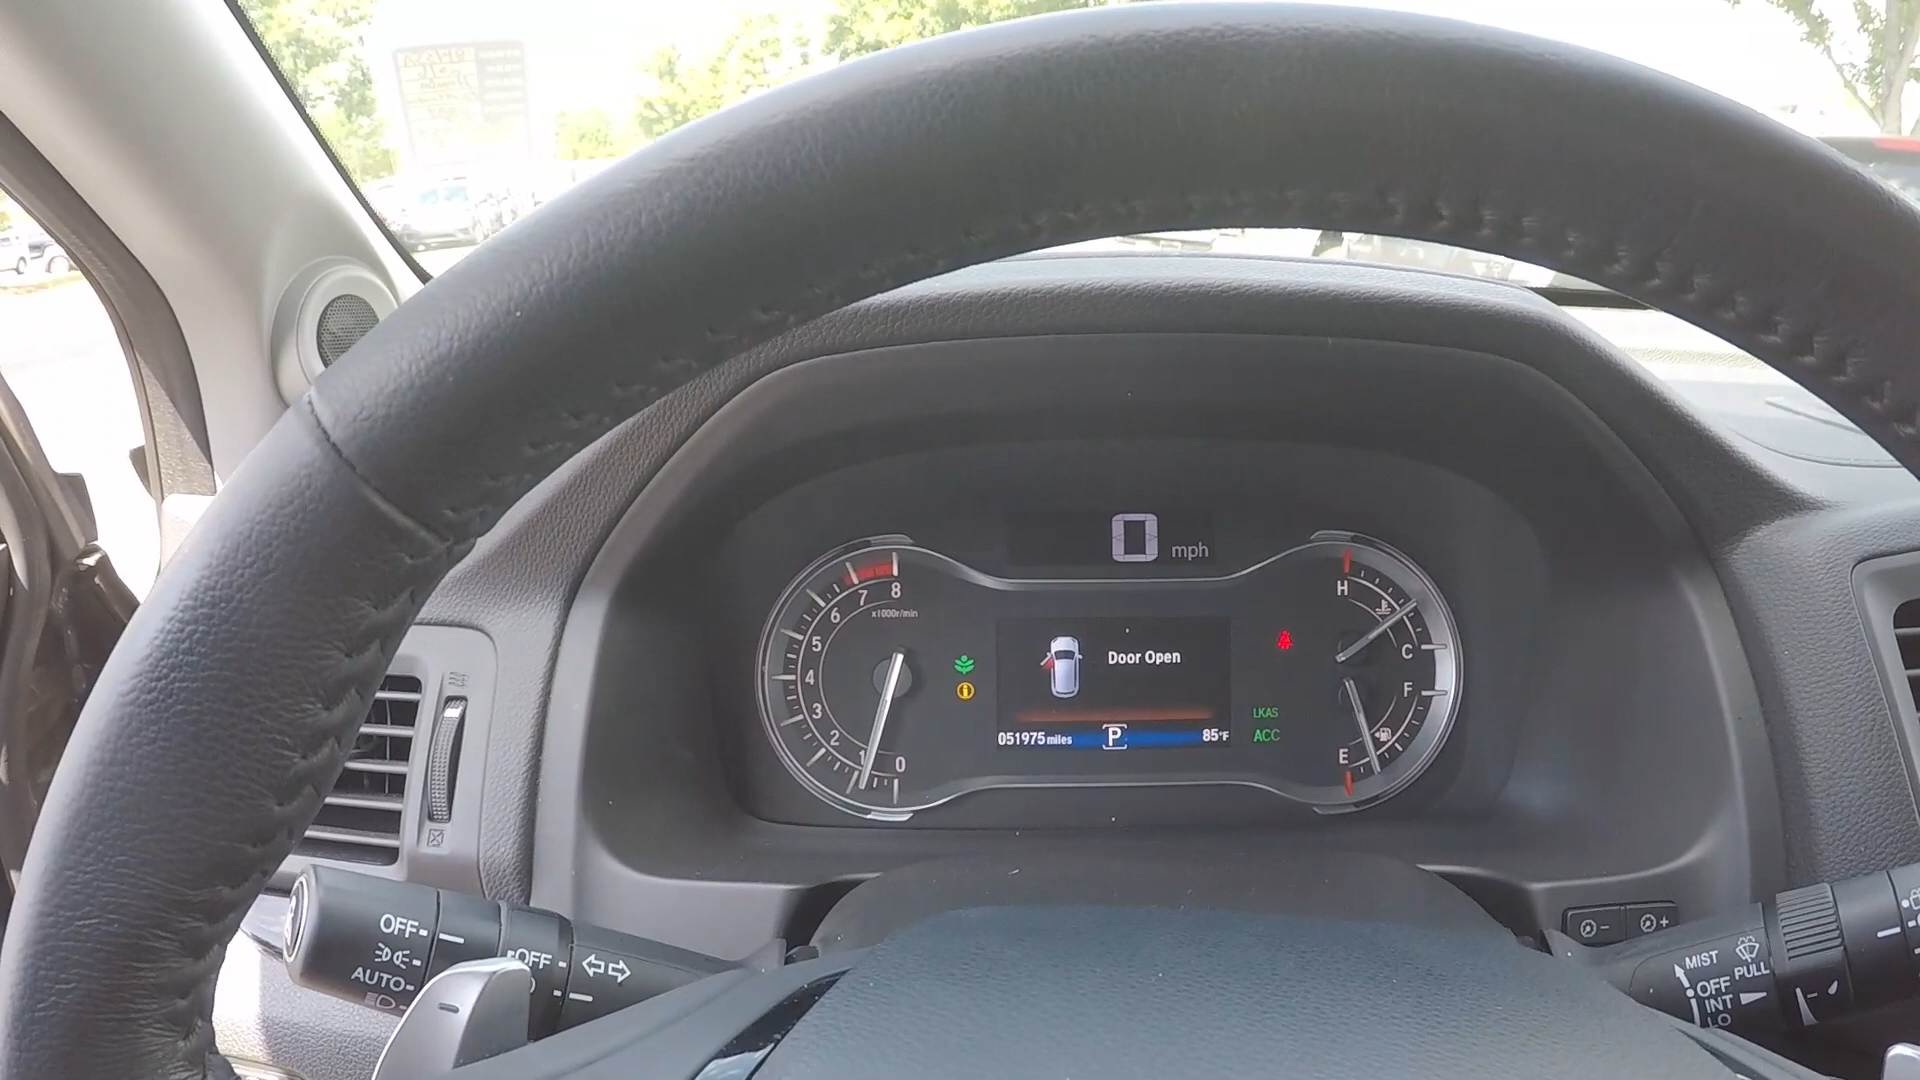 0 mph
8
7
6
x1000r/min
5
4
3
2
1
0
Door Open
051975 miles P 85°F
LKAS
ACC
H
C
F
E
OFF
AUTO
OFF
MIST
PULL
OFF
INT
LO